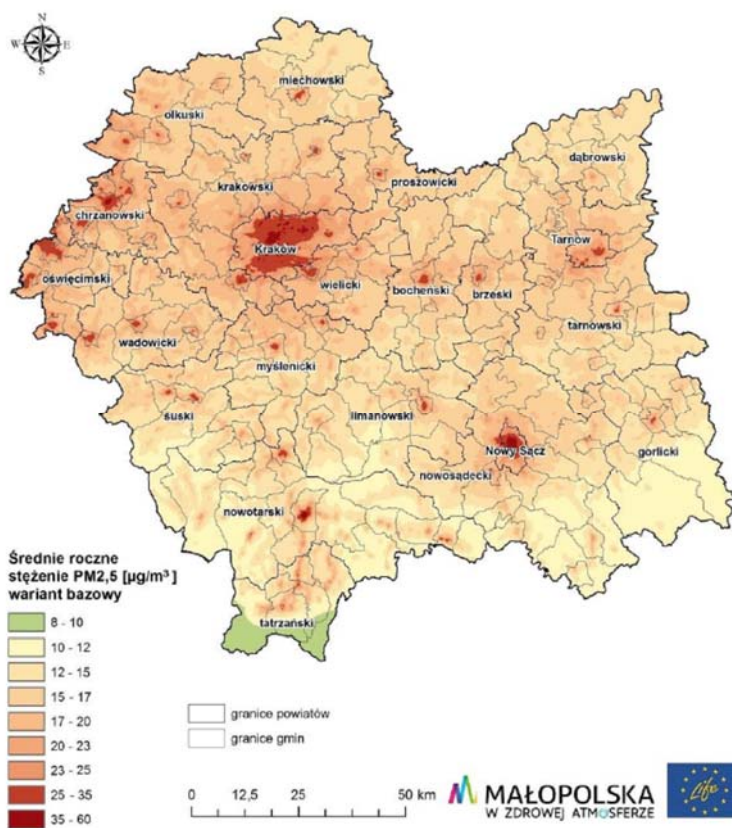 N
W E
S
miechowski
olkuski
dąbrowski
krakowski
proszowicki
chrzanowski
Tarnów
Kraków
oświęcimski
wielicki
bocheński
brzeski
tarnowski
wadowicki
myślenicki
suski
limanowski
Nowy Sącz
gorlicki
nowosądecki
nowotarski
tatrzański
Średnie roczne
stężenie PM2,5 [µg/m³]
wariant bazowy
8 - 10
10 - 12
12 - 15
15 - 17
17 - 20
20 - 23
23 - 25
25 - 35
35 - 60
granice powiatów
granice gmin
0 12,5 25 50 km
MAŁOPOLSKA
W ZDROWEJ ATMOSFERZE
Life